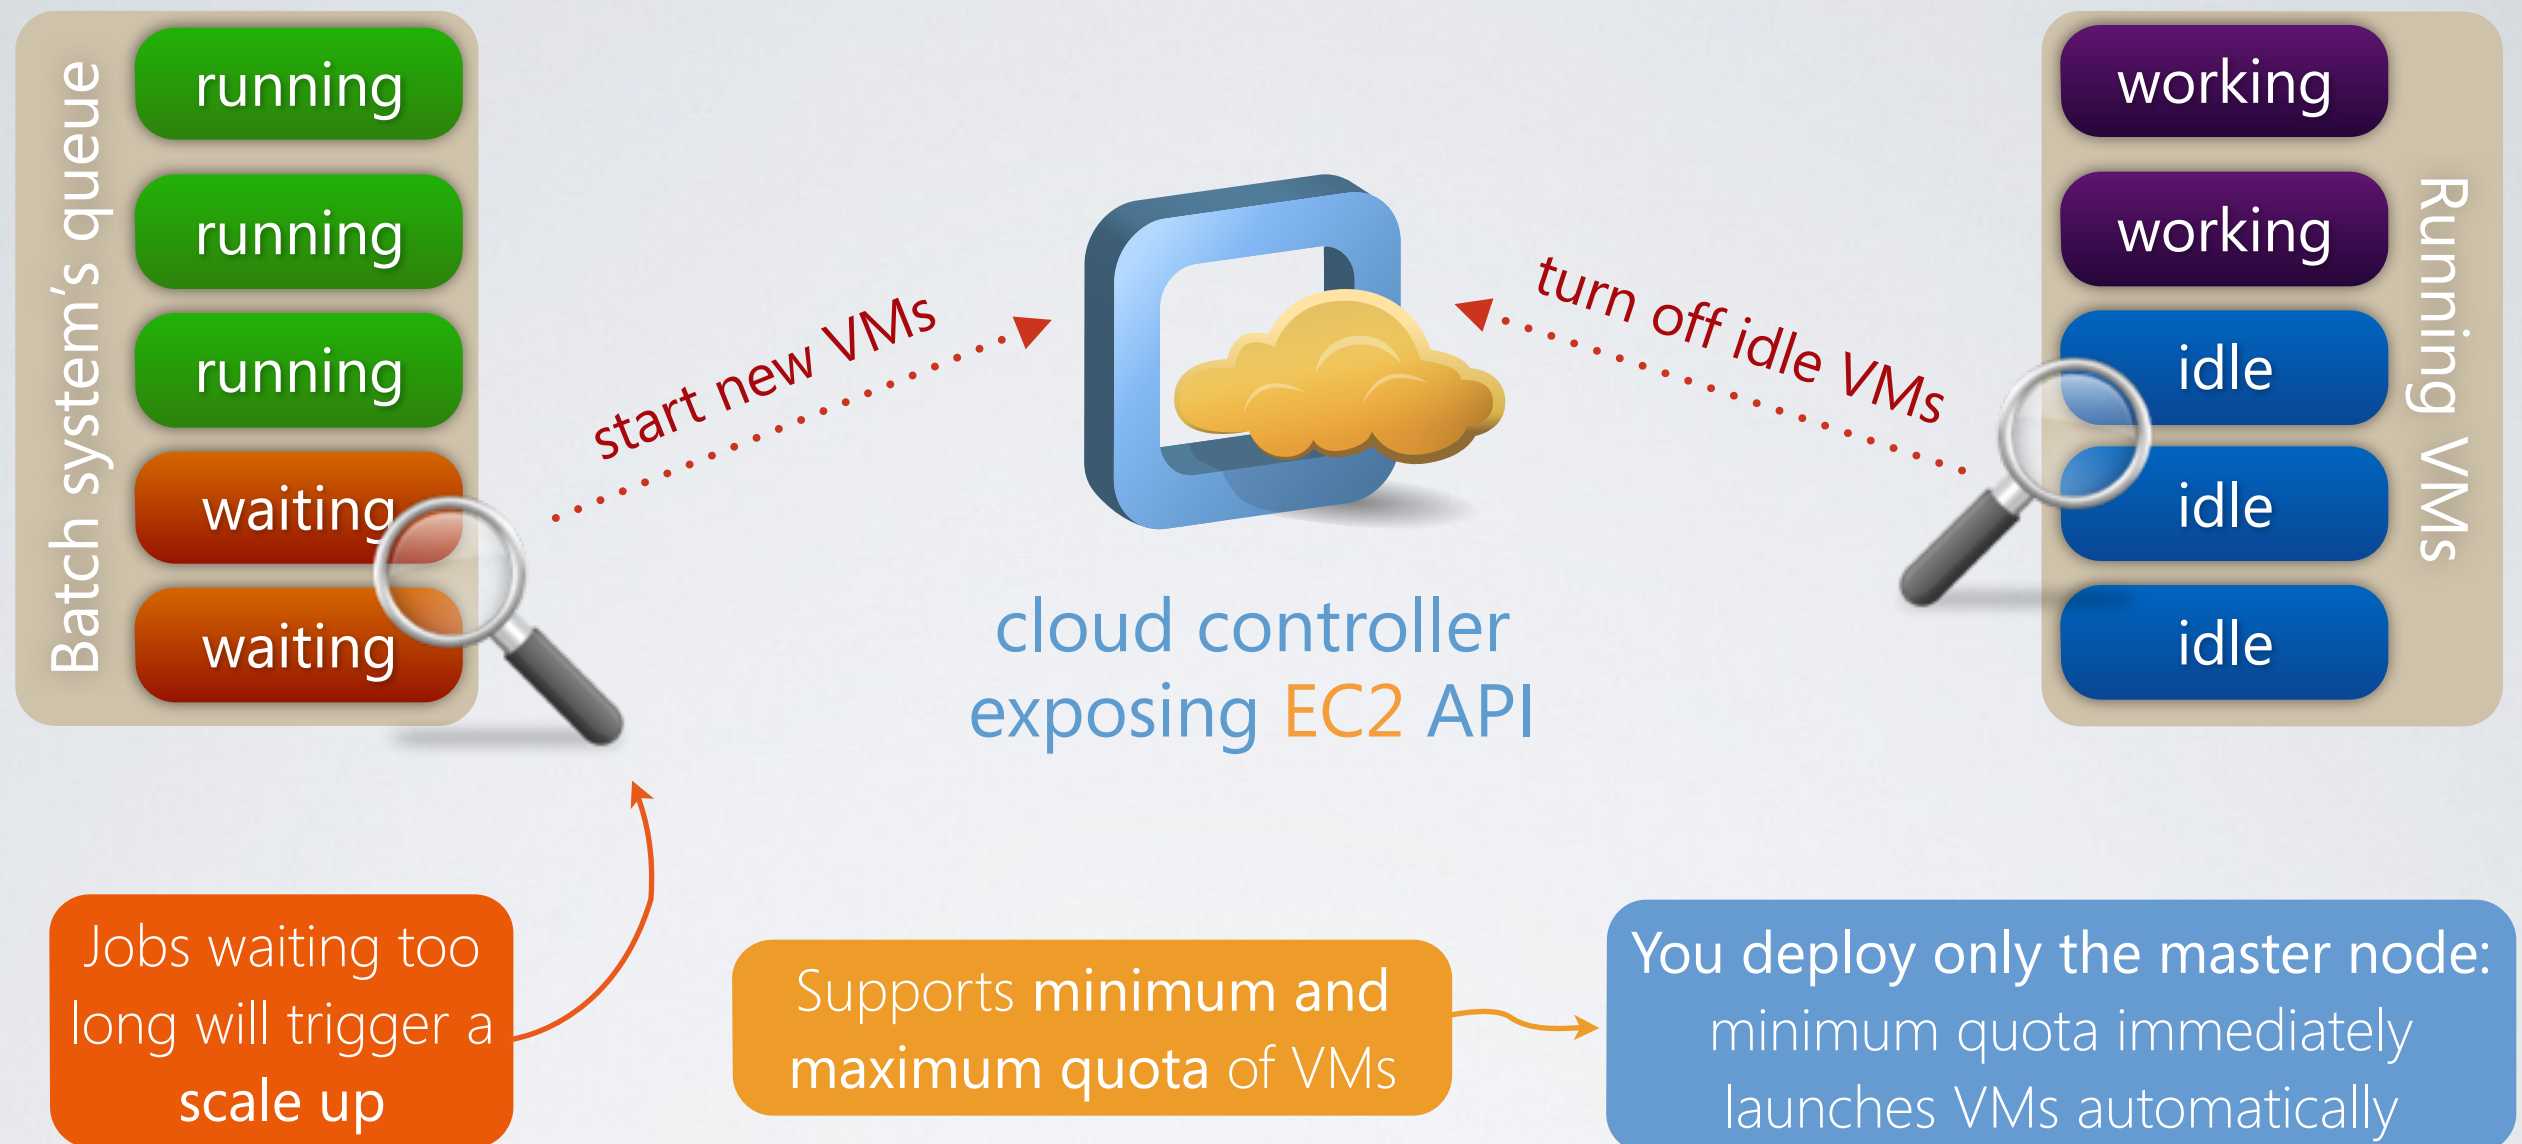 Batch system's queue
running
running
running
waiting
waiting
start new VMs
cloud controller
exposing EC2 API
turn off idle VMs
working
working
idle
idle
idle
Running VMs
Jobs waiting too
long will trigger a
scale up
Supports minimum and
maximum quota of VMs
You deploy only the master node:
minimum quota immediately
launches VMs automatically